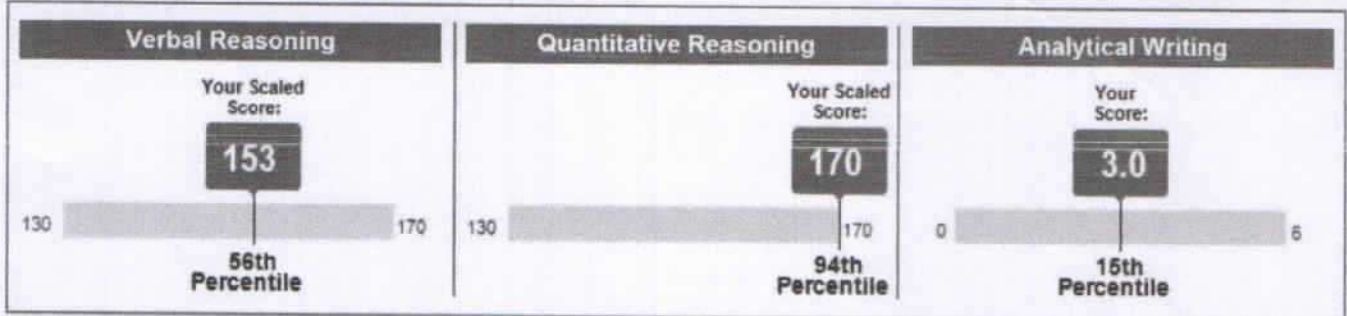 Verbal Reasoning
Your Scaled
Score:
153
130
170
56th
Percentile
Quantitative Reasoning
Your Scaled
Score:
170
130
170
94th
Percentile
Analytical Writing
Your
Score:
3.0
0
6
15th
Percentile